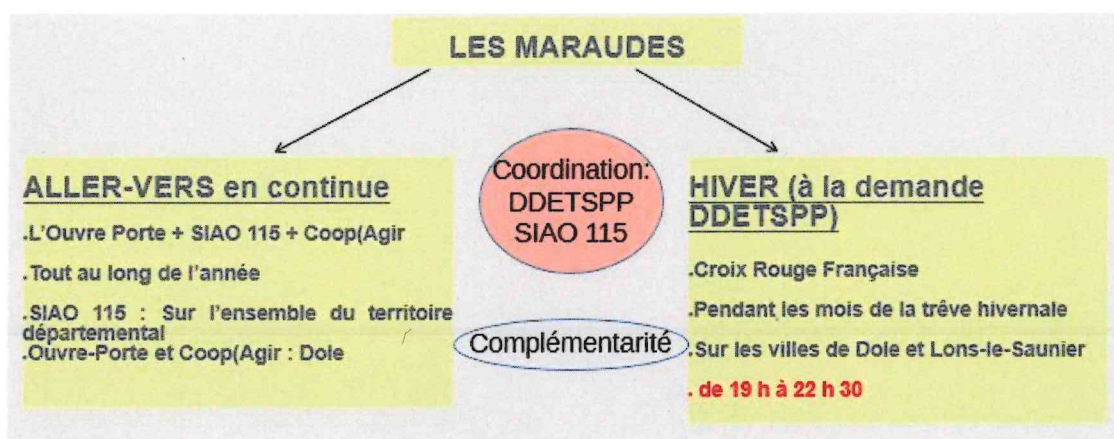 LES MARAUDES
ALLER-VERS en continue
.L'Ouvre Porte + SIAO 115 + Coop(Agir
.Tout au long de l'année
.SIAO 115 : Sur l'ensemble du territoire
départemental
.Ouvre-Porte et Coop(Agir : Dole
Coordination:
DDETSPP
SIAO 115
Complémentarité
HIVER (à la demande
DDETSPP)
.Croix Rouge Française
.Pendant les mois de la trêve hivernale
.Sur les villes de Dole et Lons-le-Saunier
. de 19 h à 22 h 30